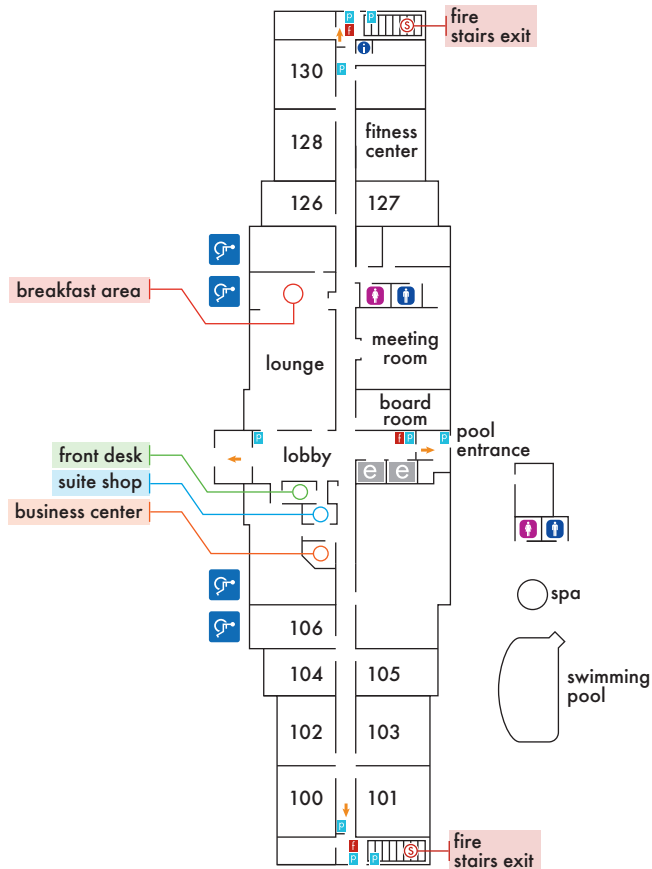 p
p
f
S
fire
stairs exit
i
p
130
128
fitness
center
126
127
breakfast area
meeting
room
lounge
board
room
p
f
p
p
pool
entrance
front desk
lobby
e
e
suite shop
business center
spa
106
104
105
swimming
pool
102
103
100
101
p
f
p
p
S
fire
stairs exit